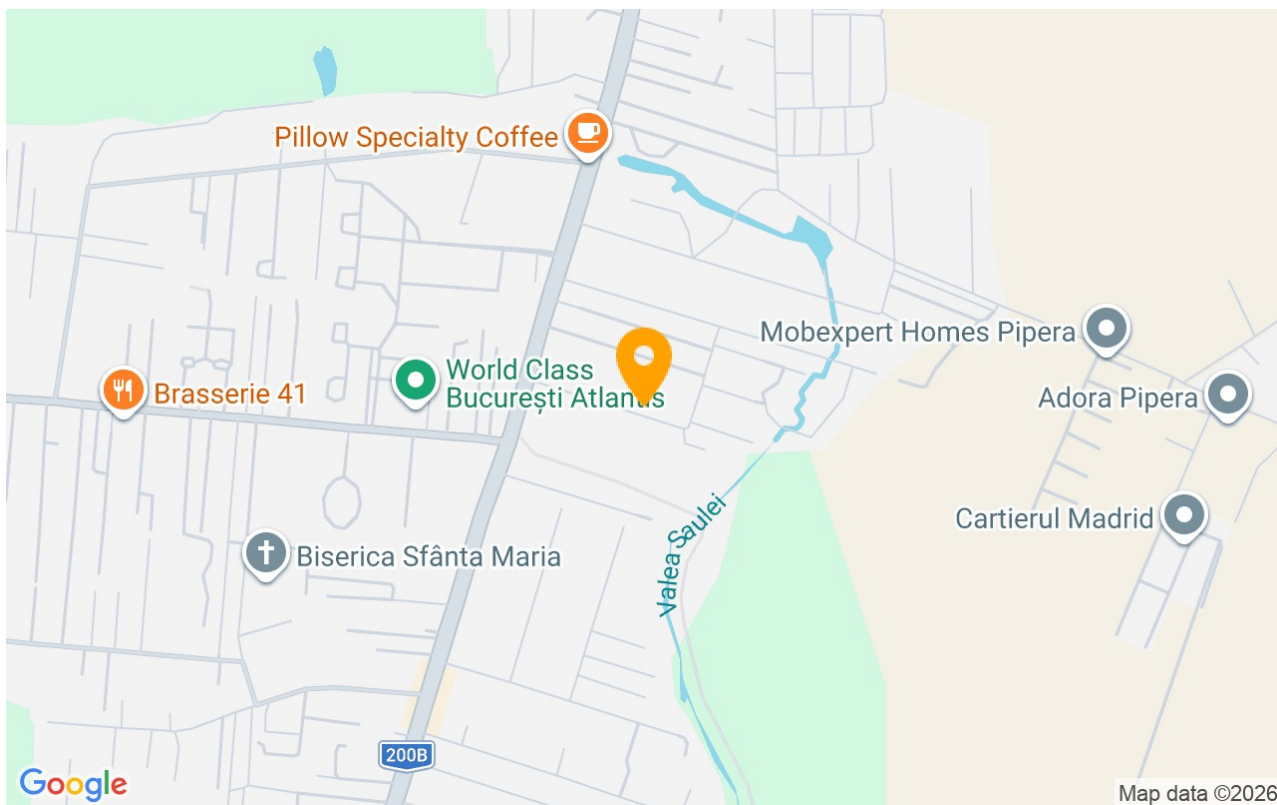 Pillow Specialty Coffee
Mobexpert Homes Pipera
World Class
București Atlantis
Brasserie 41
Adora Pipera
Valea Saulei
Cartierul Madrid
Biserica Sfânta Maria
200B
Google
Map data ©2026